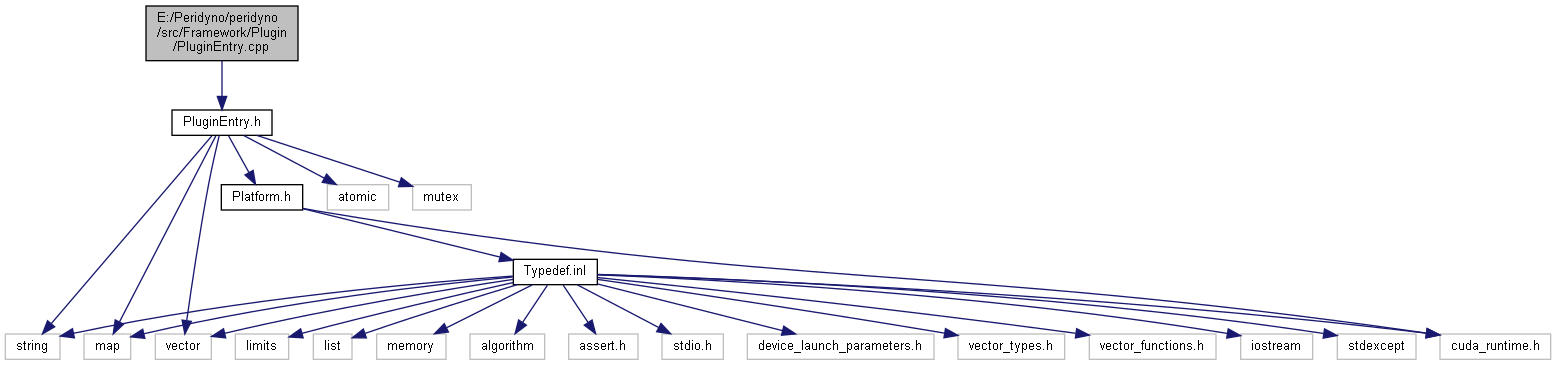 E:/Peridyno/peridyno
/src/Framework/Plugin
/PluginEntry.cpp
PluginEntry.h
Platform.h
atomic
mutex
Typedef.inl
string
map
vector
limits
list
memory
algorithm
assert.h
stdio.h
device_launch_parameters.h
vector_types.h
vector_functions.h
iostream
stdexcept
cuda_runtime.h